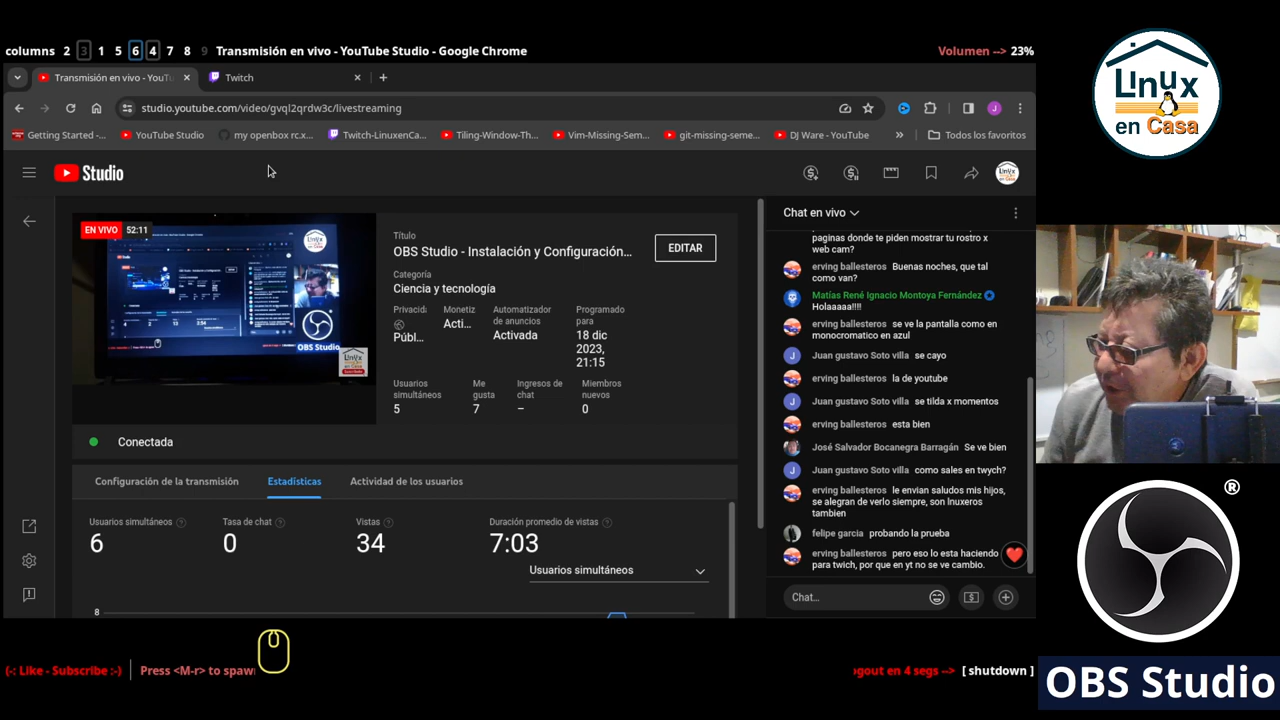 columns 2 3 1 5 6 4 7 8 9 Transmisión en vivo - YouTube Studio - Google Chrome
Volumen --> 23%
Transmisión en vivo - YouTu
Twitch
studio.youtube.com/video/gvql2qrdw3c/livestreaming
Getting Started -...
YouTube Studio
my openbox rc.x...
Twitch-LinuxenCa...
Tiling-Window-Th...
Vim-Missing-Sem...
git-missing-seme...
DJ Ware - YouTube
Todos los favoritos
Studio
EN VIVO 52:11
Título
OBS Studio - Instalación y Configuración...
EDITAR
Categoría
Ciencia y tecnología
Privacid:
Públ...
Monetiz
Acti...
Automatizador
de anuncios
Activada
Programado
para
18 dic
2023,
21:15
Usuarios
simultáneos
5
Me
gusta
7
Ingresos de
chat
–
Miembros
nuevos
0
Conectada
Configuración de la transmisión
Estadísticas
Actividad de los usuarios
Usuarios simultáneos
6
Tasa de chat
0
Vistas
34
Duración promedio de vistas
7:03
Usuarios simultáneos
8
Chat en vivo
paginas donde te piden mostrar tu rostro x
web cam?
erving ballesteros Buenas noches, que tal
como van?
Matías René Ignacio Montoya Fernández
Holaaaaa!!!!
erving ballesteros se ve la pantalla como en
monocromatico en azul
Juan gustavo Soto villa se cayo
erving ballesteros la de youtube
Juan gustavo Soto villa se tilda x momentos
erving ballesteros esta bien
José Salvador Bocanegra Barragán Se ve bien
Juan gustavo Soto villa como sales en twych?
erving ballesteros le envian saludos mis hijos,
se alegran de verlo siempre, son lnuxeros
tambien
felipe garcia probando la prueba
erving ballesteros pero eso lo esta haciendo
para twich, por que en yt no se ve cambio.
Chat...
(-: Like - Subscribe :-)
Press <M-r> to spaw
gout en 4 segs -->
[ shutdown ]
LInux
en Casa
®
OBS Studio